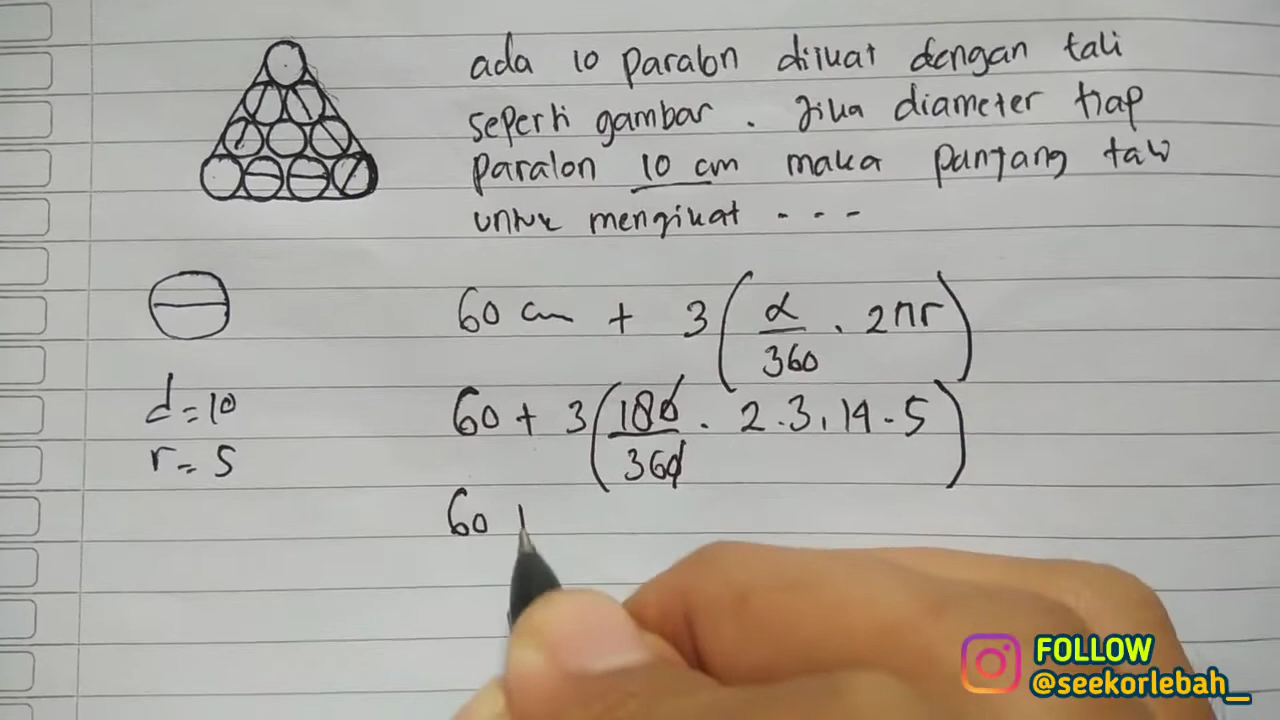 ada 10 paralon diikat dengan tali
seperti gambar. Jika diameter tiap
paralon 10 cm maka panjang tali
untuk mengikat ...
60 cm + 3 (α/360 . 2πr)
d = 10
60 + 3 (180/360 . 2.3,14.5)
r = 5
60
FOLLOW
@seekorlebah_